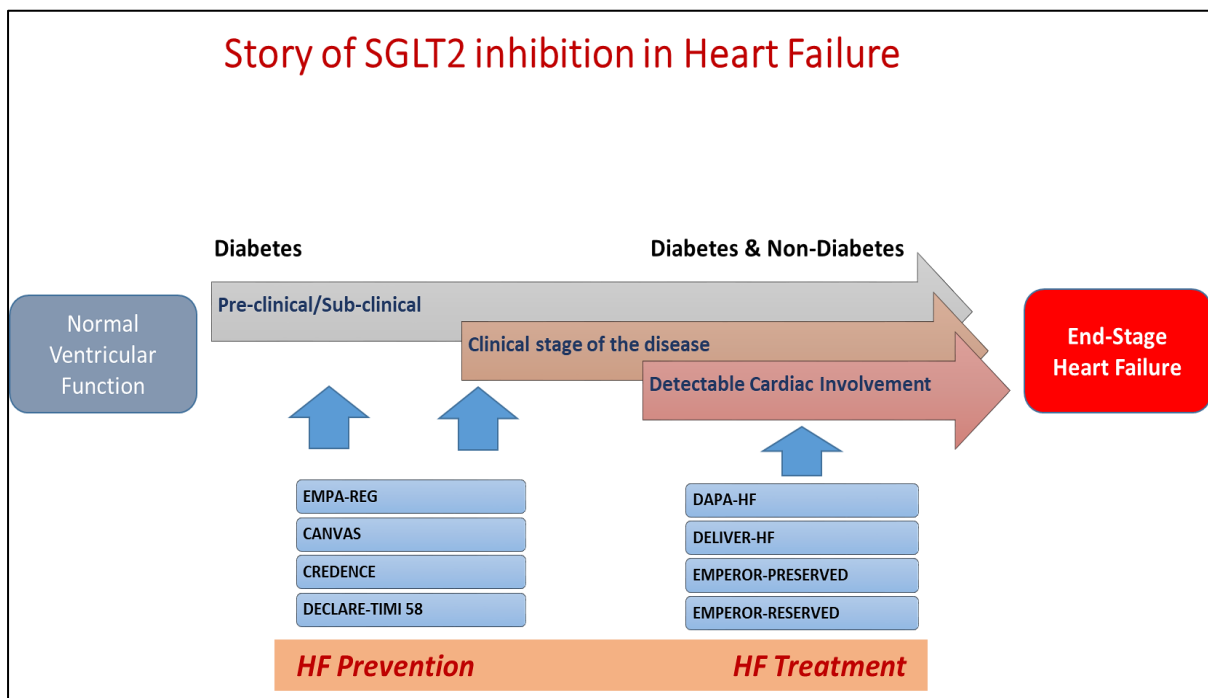 Story of SGLT2 inhibition in Heart Failure
Diabetes
Diabetes & Non-Diabetes
Normal
Ventricular
Function
Pre-clinical/Sub-clinical
Clinical stage of the disease
Detectable Cardiac Involvement
End-Stage
Heart Failure
EMPA-REG
CANVAS
CREDENCE
DECLARE-TIMI 58
DAPA-HF
DELIVER-HF
EMPEROR-PRESERVED
EMPEROR-RESERVED
HF Prevention
HF Treatment